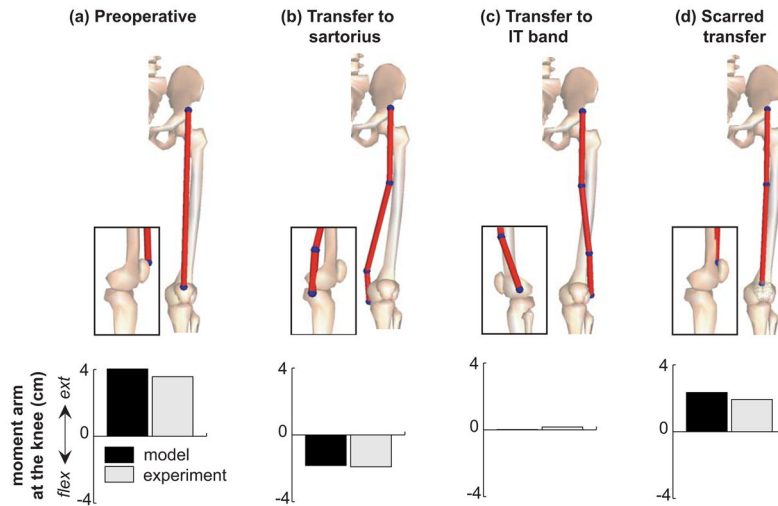 (a) Preoperative
(b) Transfer to
sartorius
(c) Transfer to
IT band
(d) Scarred
transfer
moment arm
at the knee (cm)
flex
ext
4
0
-4
model
experiment
4
0
-4
4
0
-4
4
0
-4